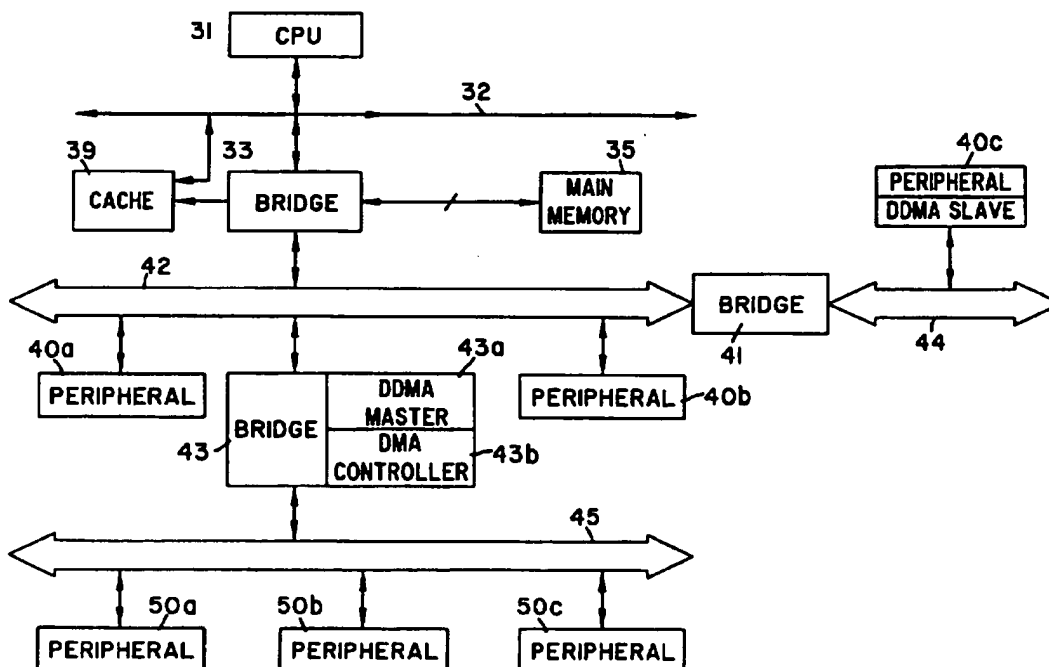 31
CPU
32
39
33
35
40c
CACHE
BRIDGE
MAIN
MEMORY
PERIPHERAL
DDMA SLAVE
42
BRIDGE
41
44
40a
PERIPHERAL
43a
BRIDGE
43
DDMA
MASTER
DMA
CONTROLLER
43b
PERIPHERAL
40b
45
50a
50b
50c
PERIPHERAL
PERIPHERAL
PERIPHERAL